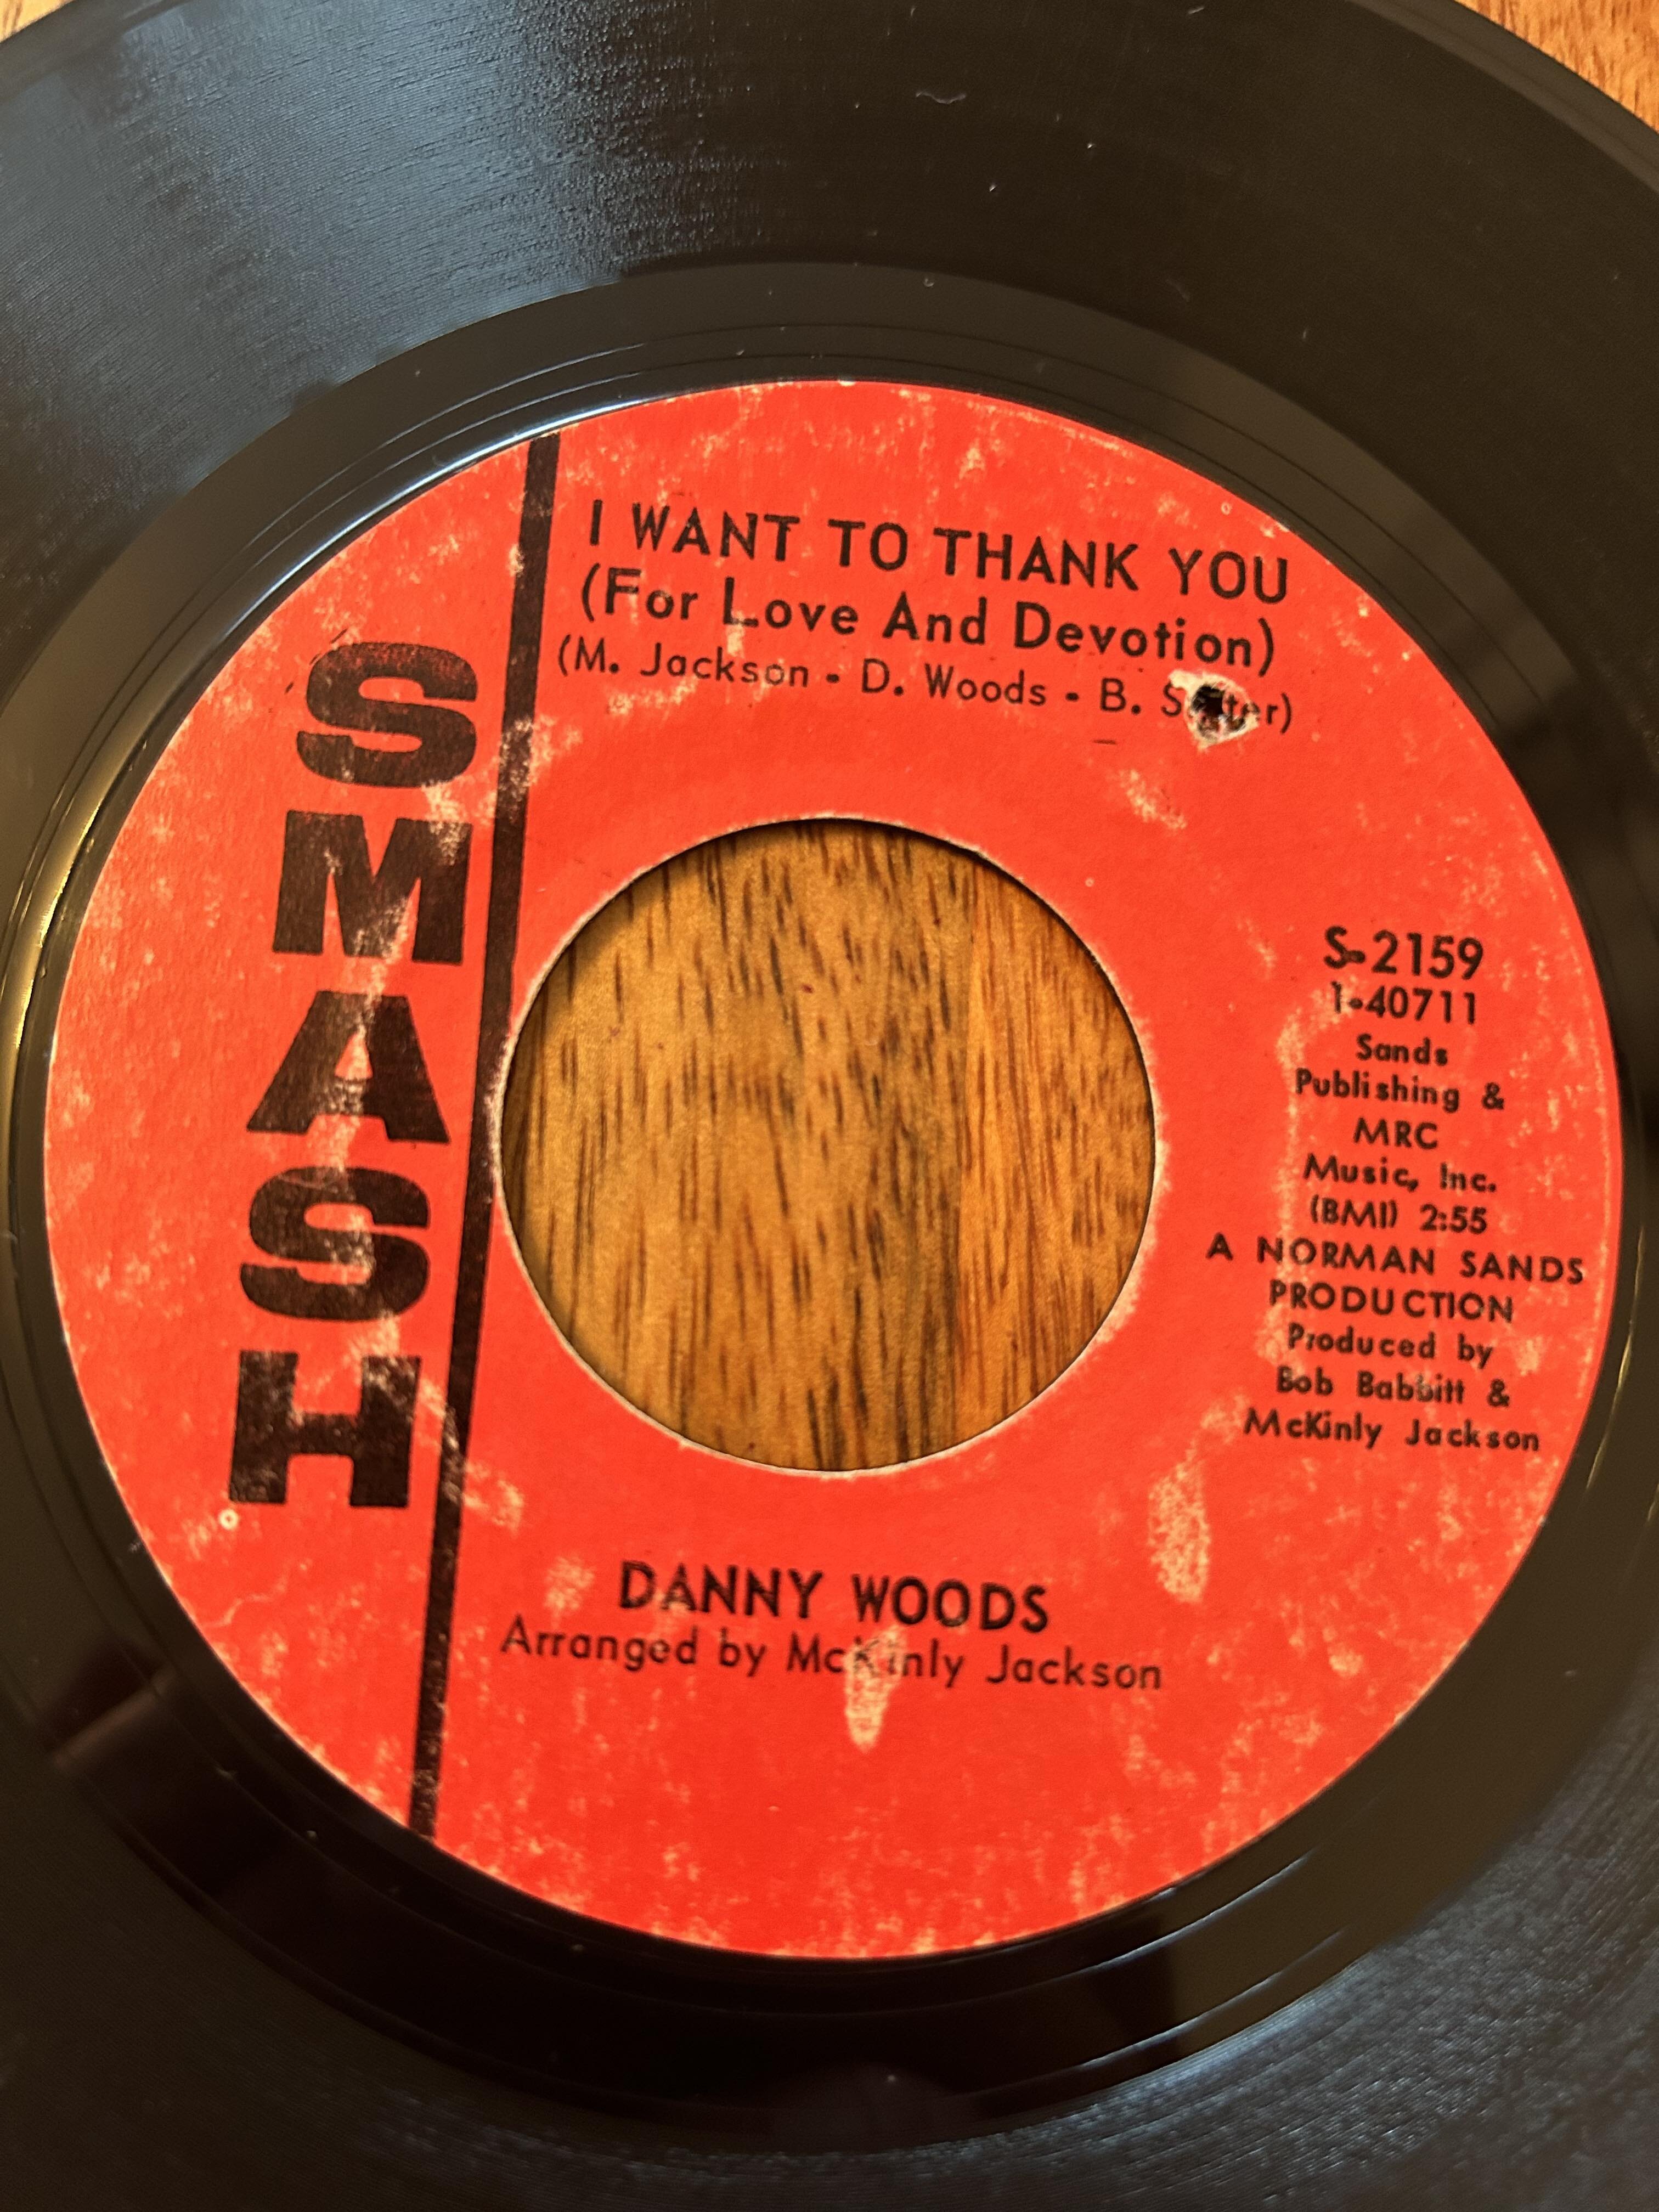 SMASH
I WANT TO THANK YOU
(For Love And Devotion)
(M. Jackson - D. Woods - B.
S-2159
1-40711
Sands
Publishing &
MRC
Music, Inc.
(BMI) 2:55
A NORMAN SANDS
PRODUCTION
Produced by
Bob Babbitt &
McKinly Jackson
DANNY WOODS
Arranged by McKinly Jackson